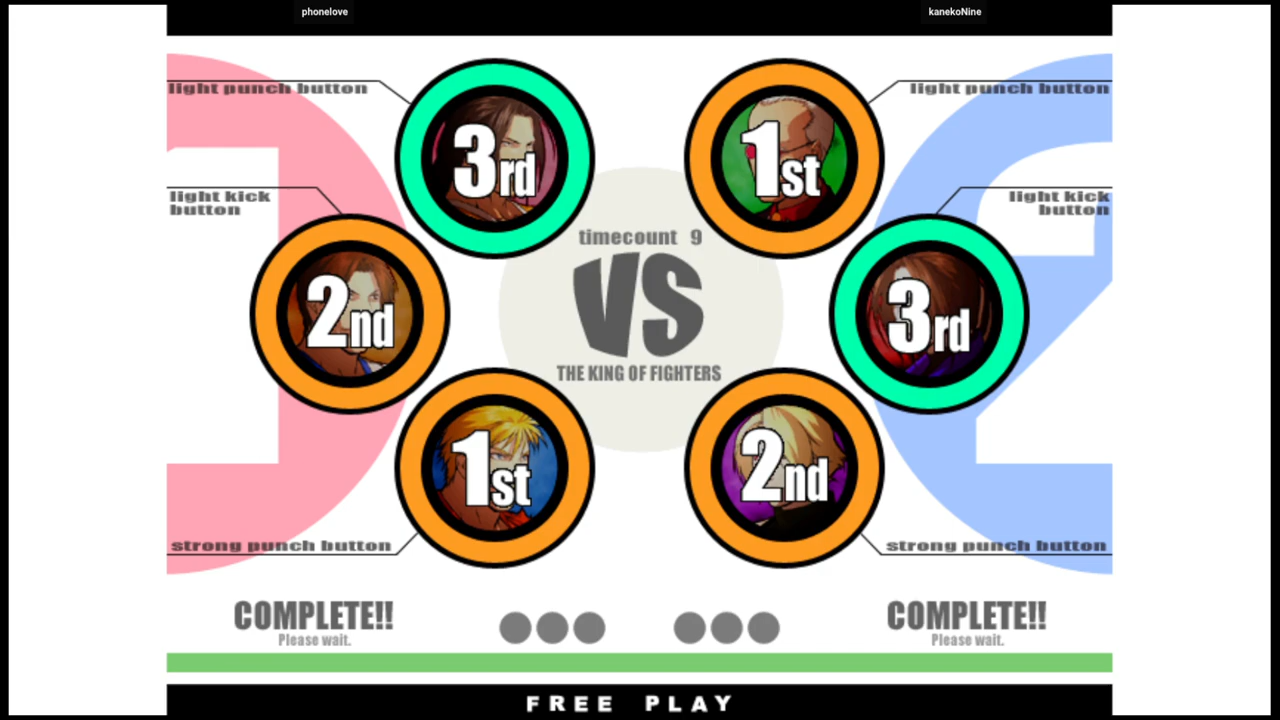 phonelove
kanekoNine
light punch button
light punch button
3rd
1st
light kick
button
light kick
button
timecount 9
VS
THE KING OF FIGHTERS
2nd
3rd
1st
2nd
strong punch button
strong punch button
COMPLETE!!
Please wait.
COMPLETE!!
Please wait.
FREE PLAY